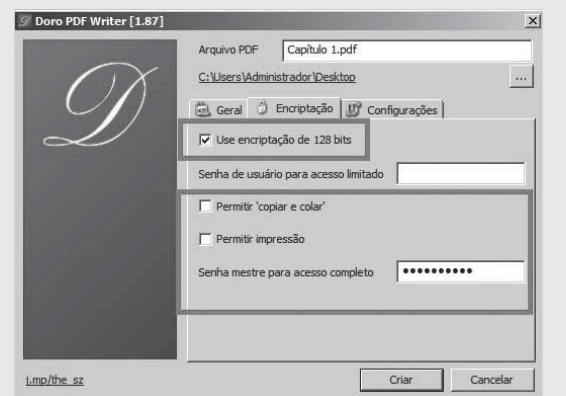 Doro PDF Writer [1.87]
Arquivo PDF Capítulo 1.pdf
C:\Users\Administrador\Desktop ...
Geral Encriptação Configurações
Use encriptação de 128 bits
Senha de usuário para acesso limitado
Permitir 'copiar e colar'
Permitir impressão
Senha mestre para acesso completo ●●●●●●●●●●
j.mp/the_sz Criar Cancelar